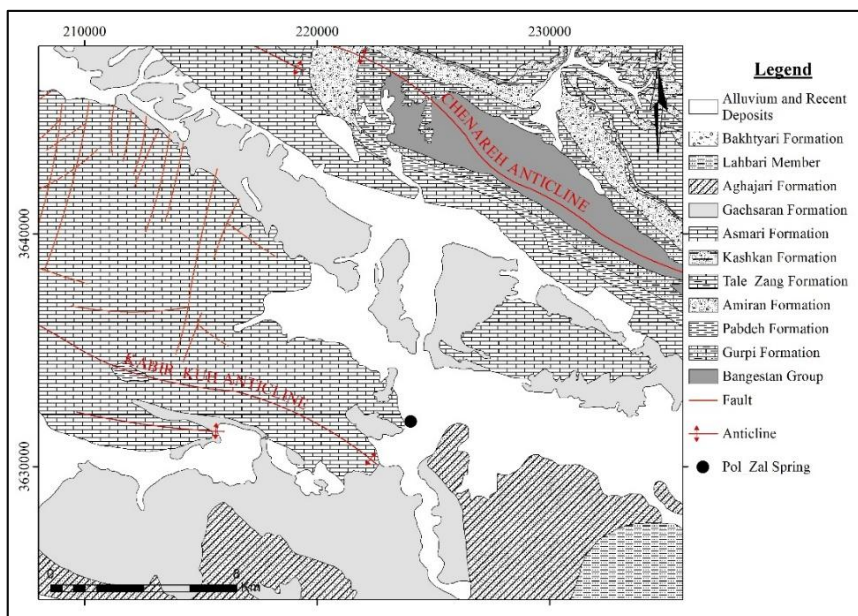 210000
220000
230000
3640000
3630000
CHENAREH ANTICLINE
KABIR KUH ANTICLINE
0
8
Km
Legend
Alluvium and Recent
Deposits
Bakhtyari Formation
Lahbari Member
Aghajari Formation
Gachsaran Formation
Asmari Formation
Kashkan Formation
Tale Zang Formation
Amiran Formation
Pabdeh Formation
Gurpi Formation
Bangestan Group
Fault
Anticline
Pol Zal Spring